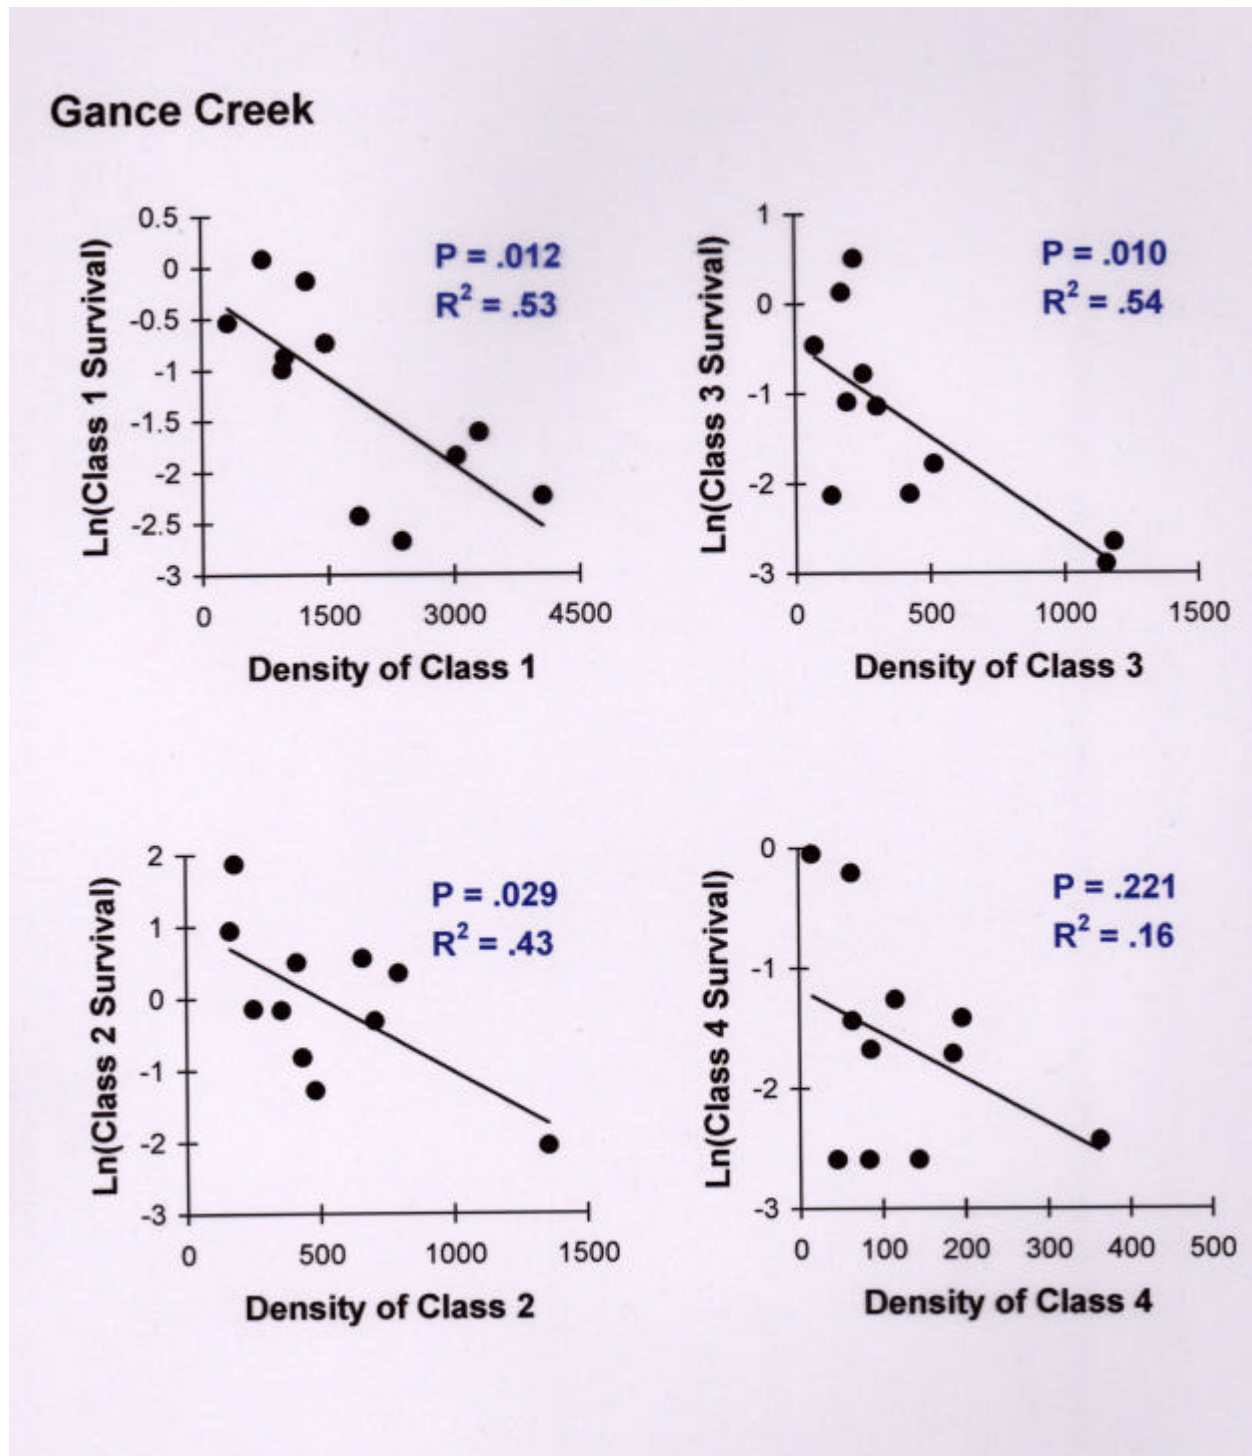 Gance Creek
Ln(Class 1 Survival)
0.5
0
-0.5
-1
-1.5
-2
-2.5
-3
P = .012
R² = .53
0 1500 3000 4500
Density of Class 1
Ln(Class 3 Survival)
1
0
-1
-2
-3
P = .010
R² = .54
0 500 1000 1500
Density of Class 3
Ln(Class 2 Survival)
2
1
0
-1
-2
-3
P = .029
R² = .43
0 500 1000 1500
Density of Class 2
Ln(Class 4 Survival)
0
-1
-2
-3
P = .221
R² = .16
0 100 200 300 400 500
Density of Class 4